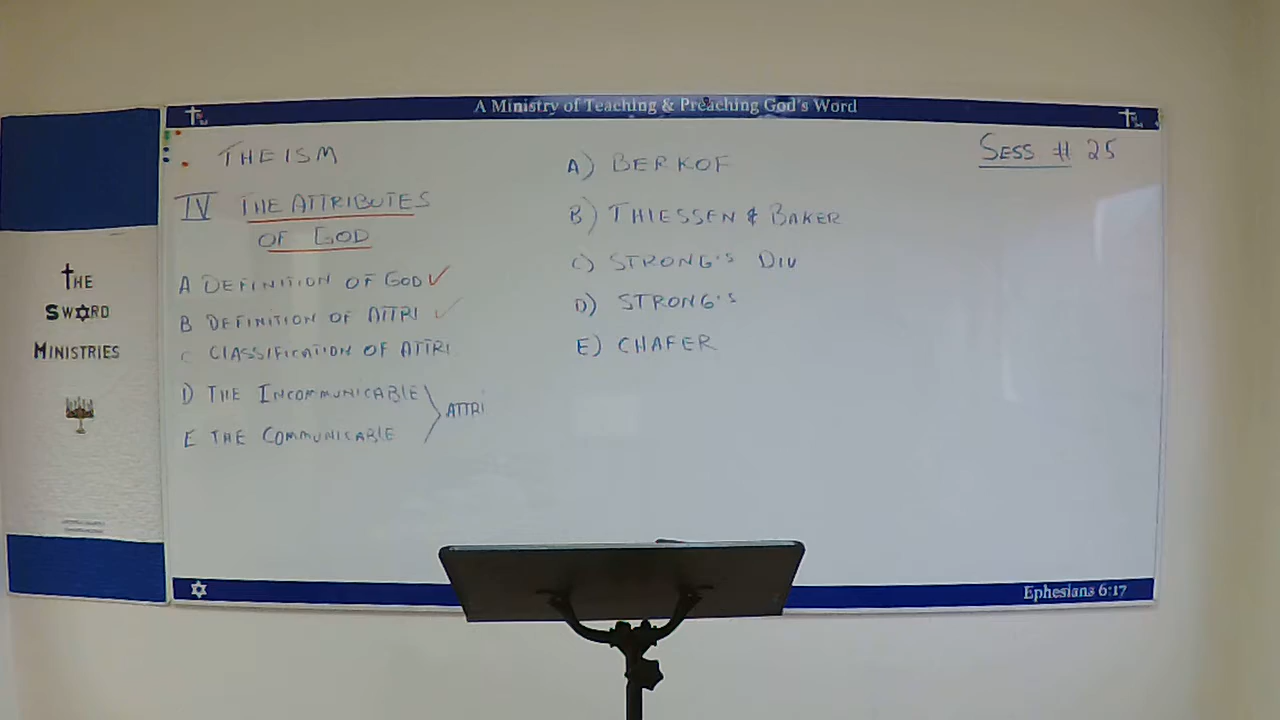 A Ministry of Teaching & Preaching God's Word
THEISM
IV THE ATTRIBUTES
OF GOD
A DEFINITION OF GOD ✓
B DEFINITION OF ATTRI ✓
C CLASSIFICATION OF ATTRI
D THE INCOMMUNICABLE
ATTRI
E THE COMMUNICABLE
A) BERKOF
B) THIESSEN & BAKER
C) STRONG'S DIV
D) STRONG'S
E) CHAFER
SESS # 25
THE
SWORD
MINISTRIES
Ephesians 6:17